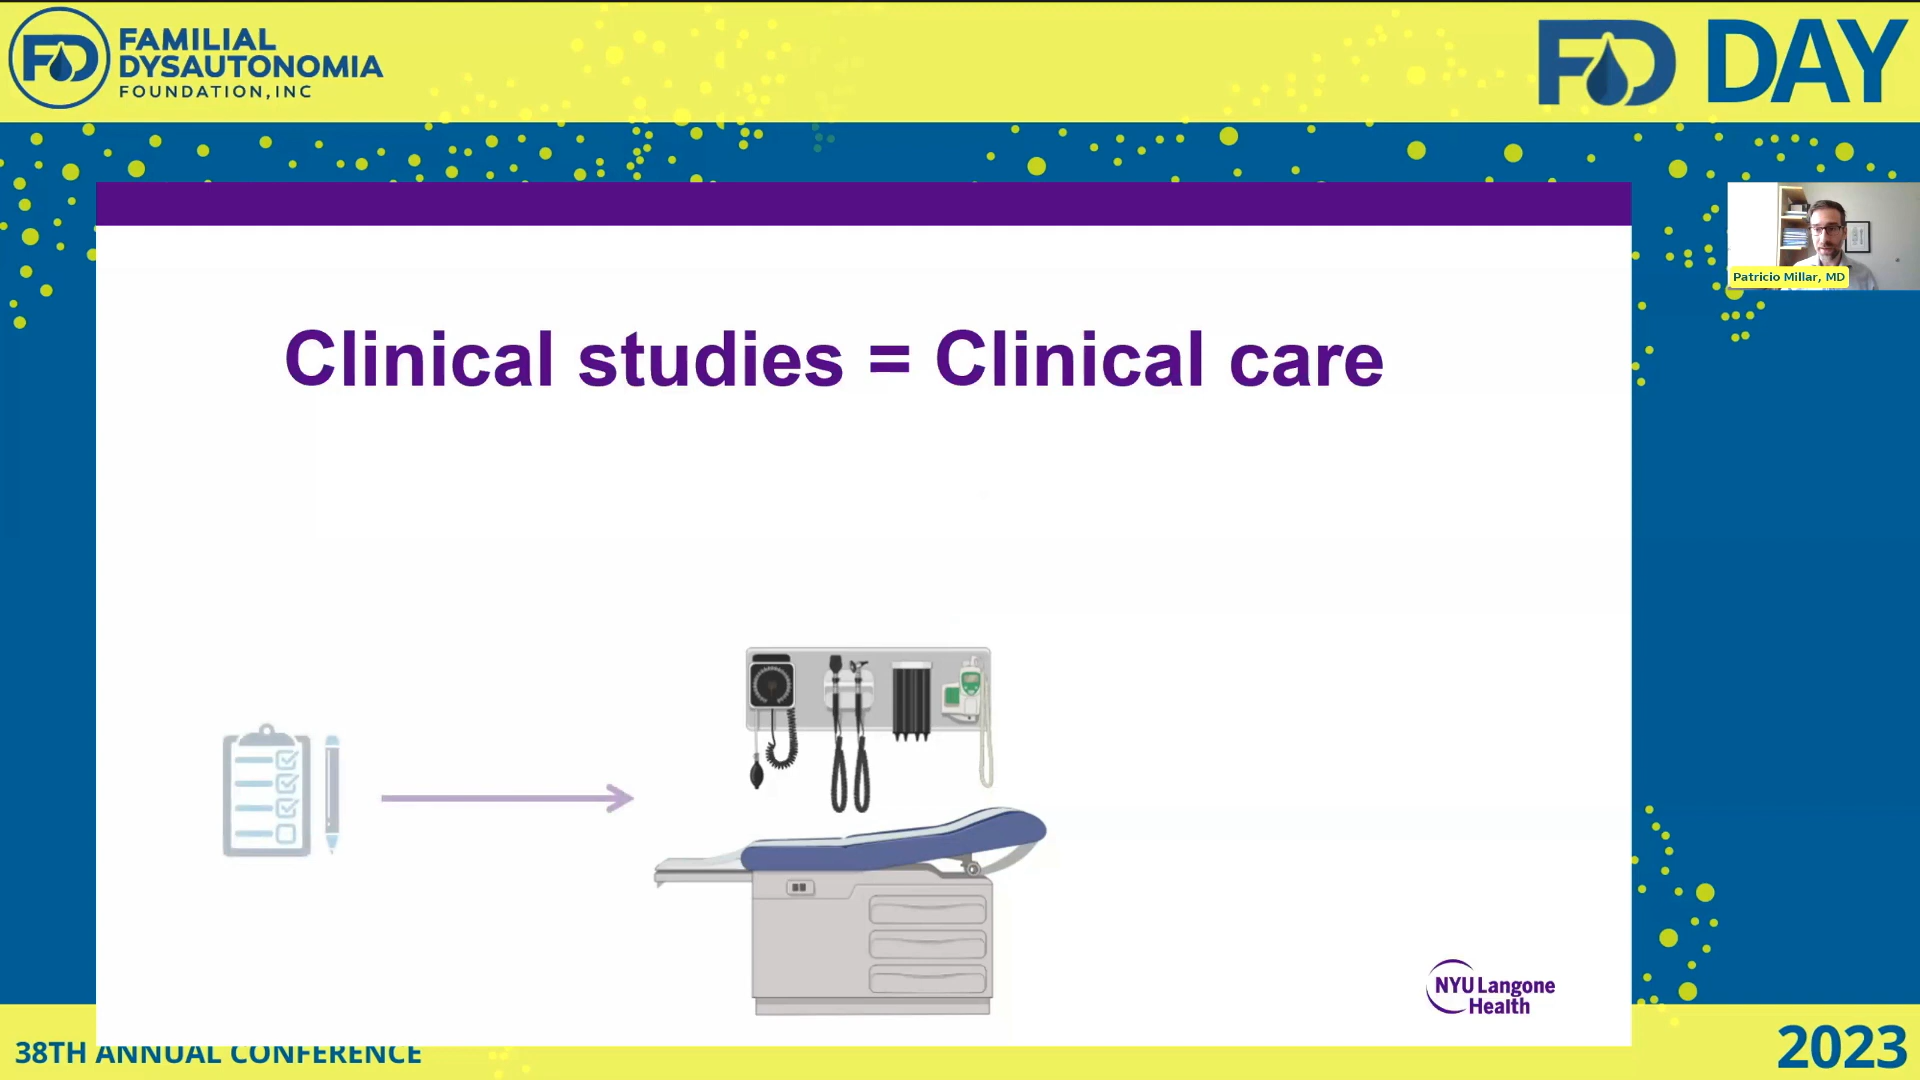 FAMILIAL
DYSAUTONOMIA
FOUNDATION, INC
FD DAY
Patricio Millar, MD
Clinical studies = Clinical care
NYU Langone
Health
38TH ANNUAL CONFERENCE
2023